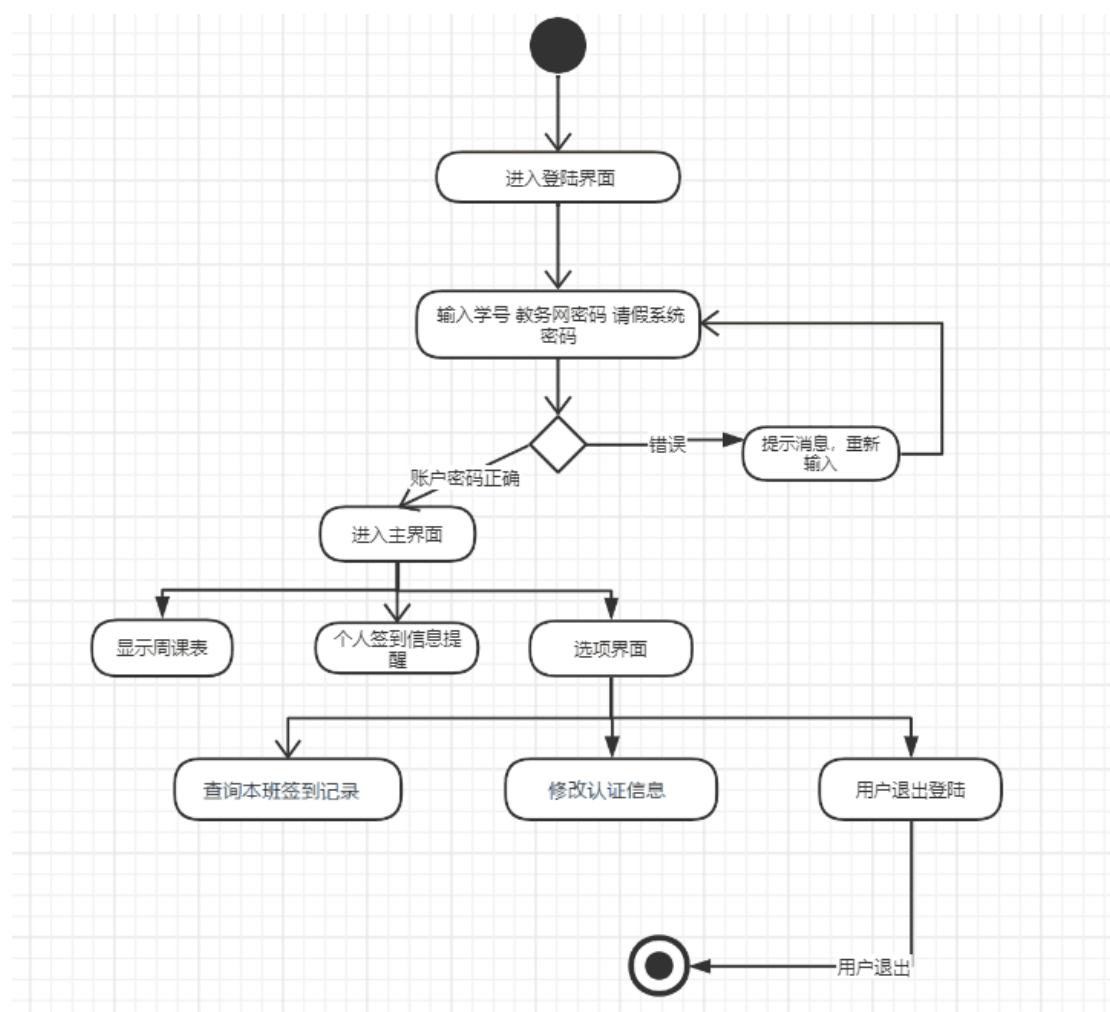 进入登陆界面
输入学号 教务网密码 请假系统
密码
错误
提示消息，重新
输入
账户密码正确
进入主界面
显示周课表
个人签到信息提
醒
选项界面
查询本班签到记录
修改认证信息
用户退出登陆
用户退出